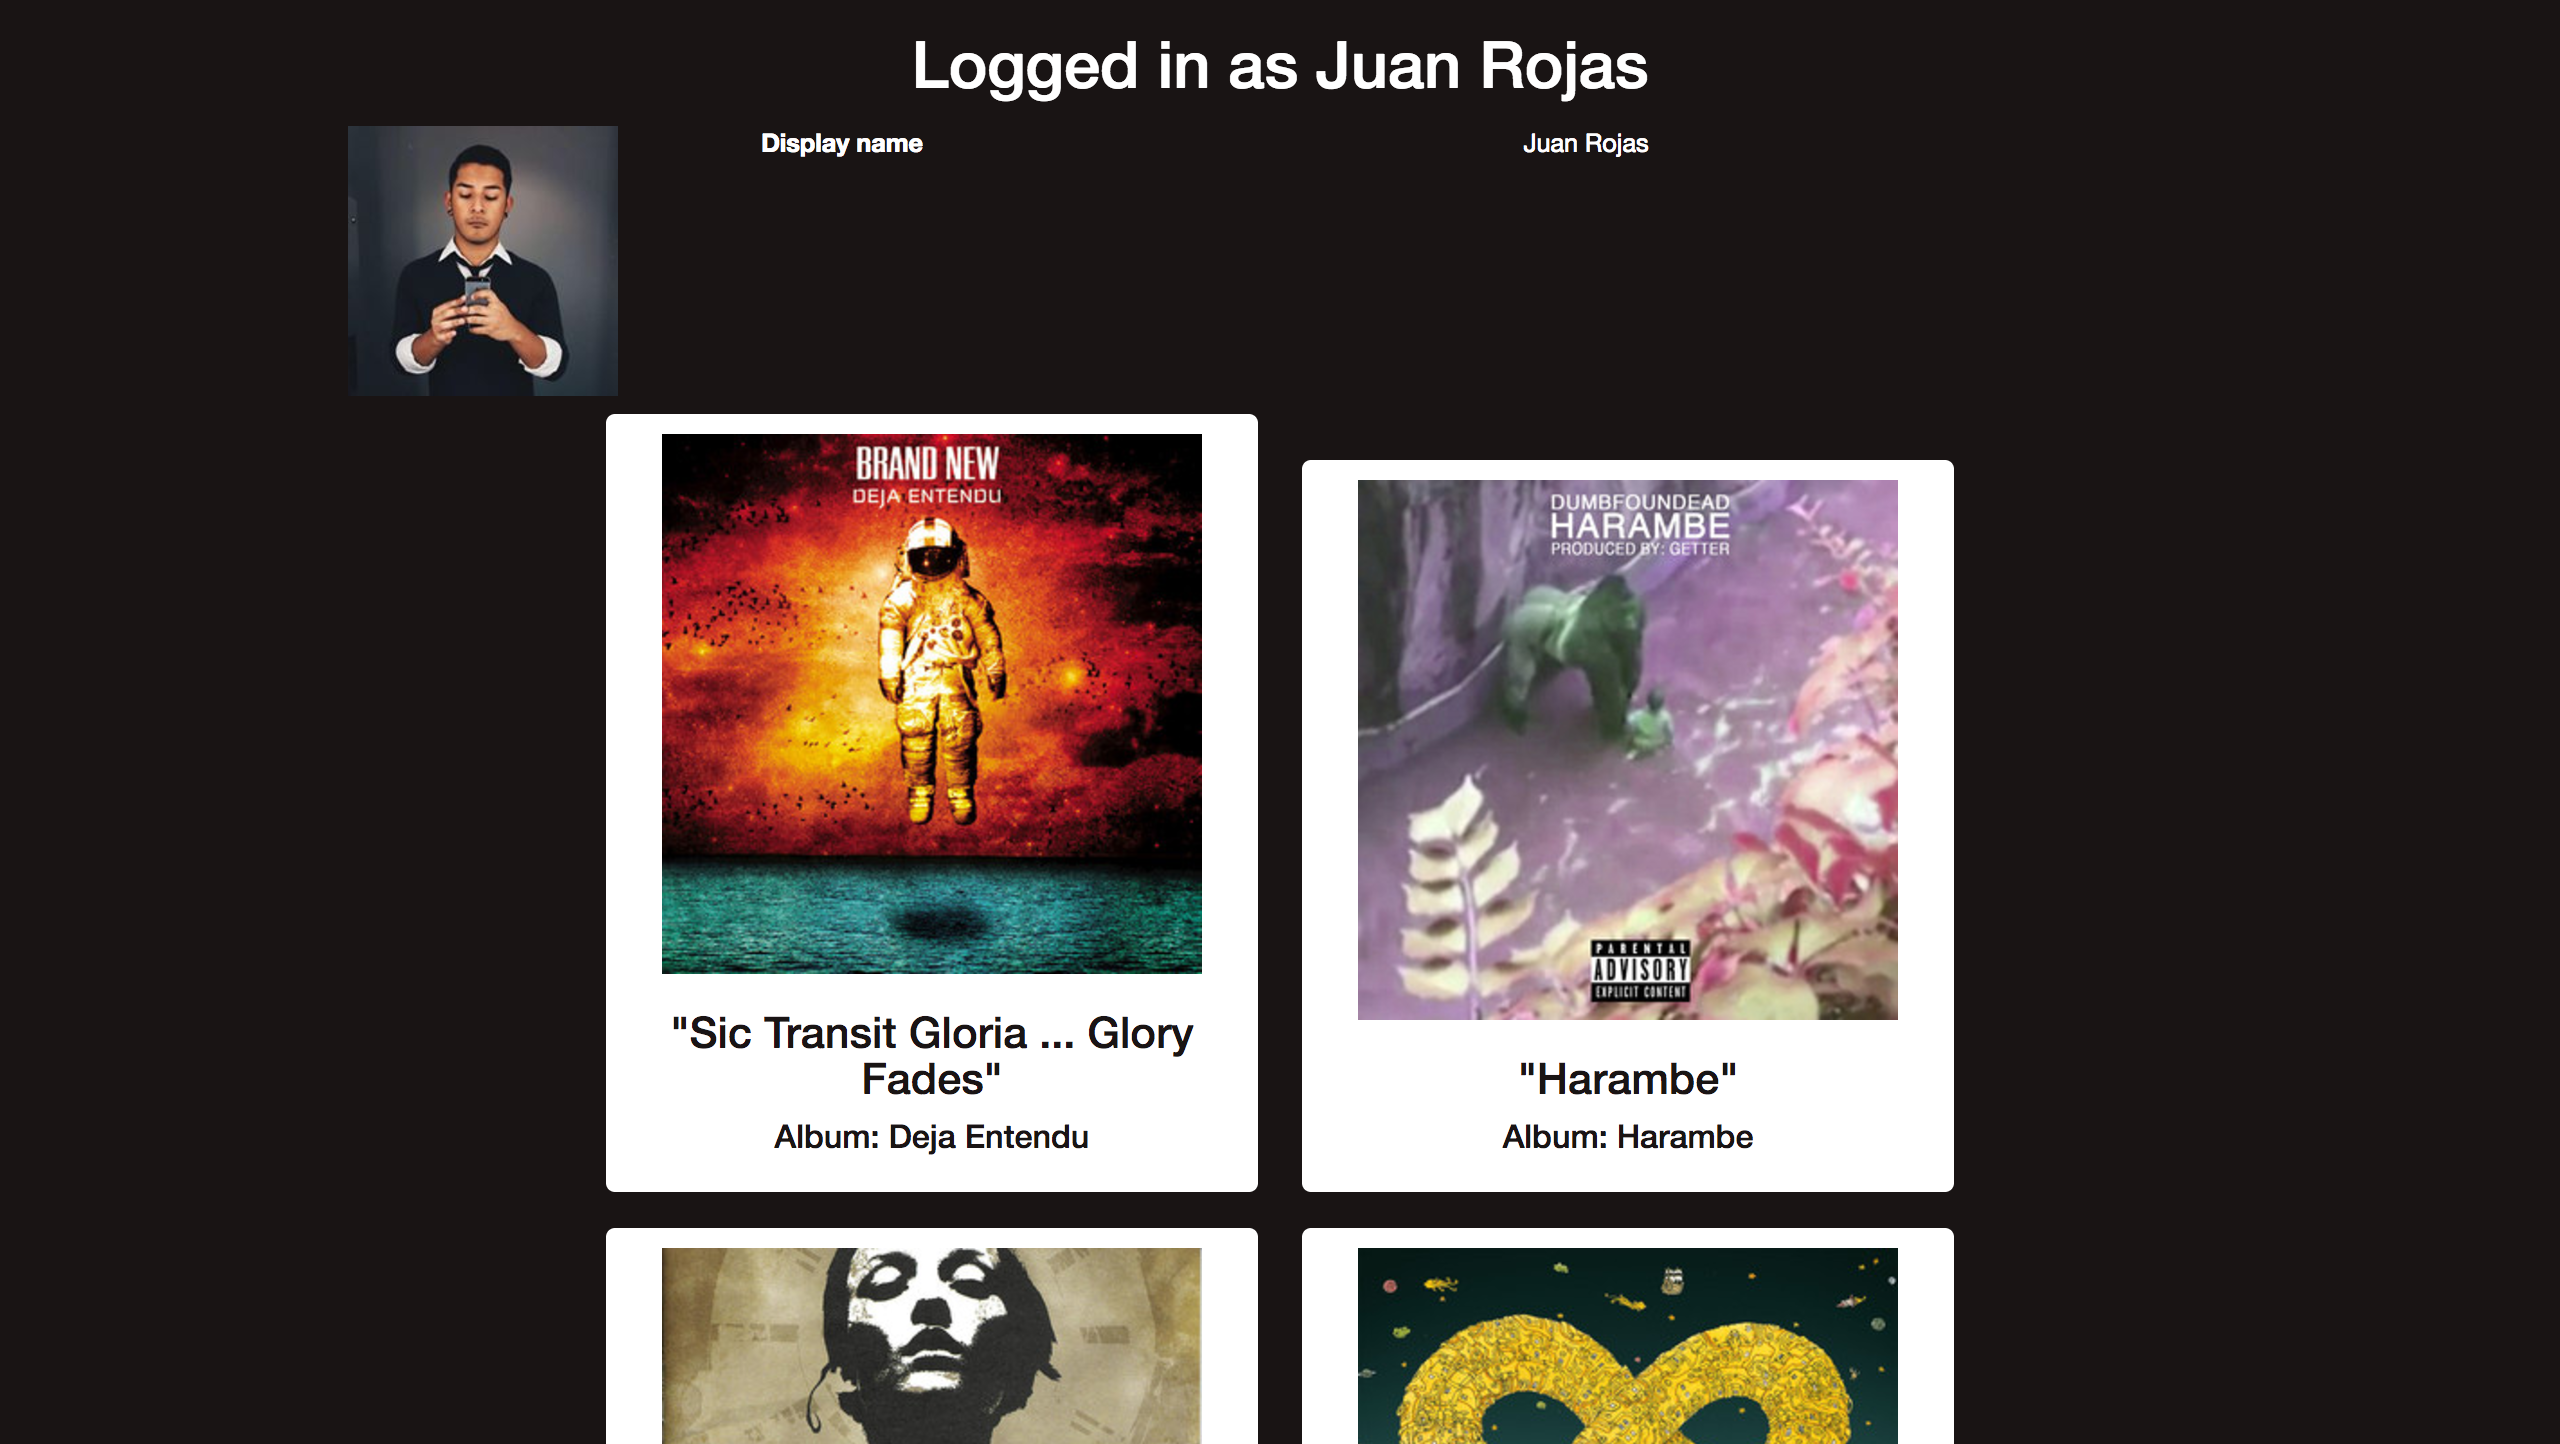 Logged in as Juan Rojas
Display name
Juan Rojas
BRAND NEW
DEJA ENTENDU
"Sic Transit Gloria ... Glory
Fades"
Album: Deja Entendu
DUMBFOUNDEAD
HARAMBE
PRODUCED BY: GETTER
PARENTAL
ADVISORY
EXPLICIT CONTENT
"Harambe"
Album: Harambe